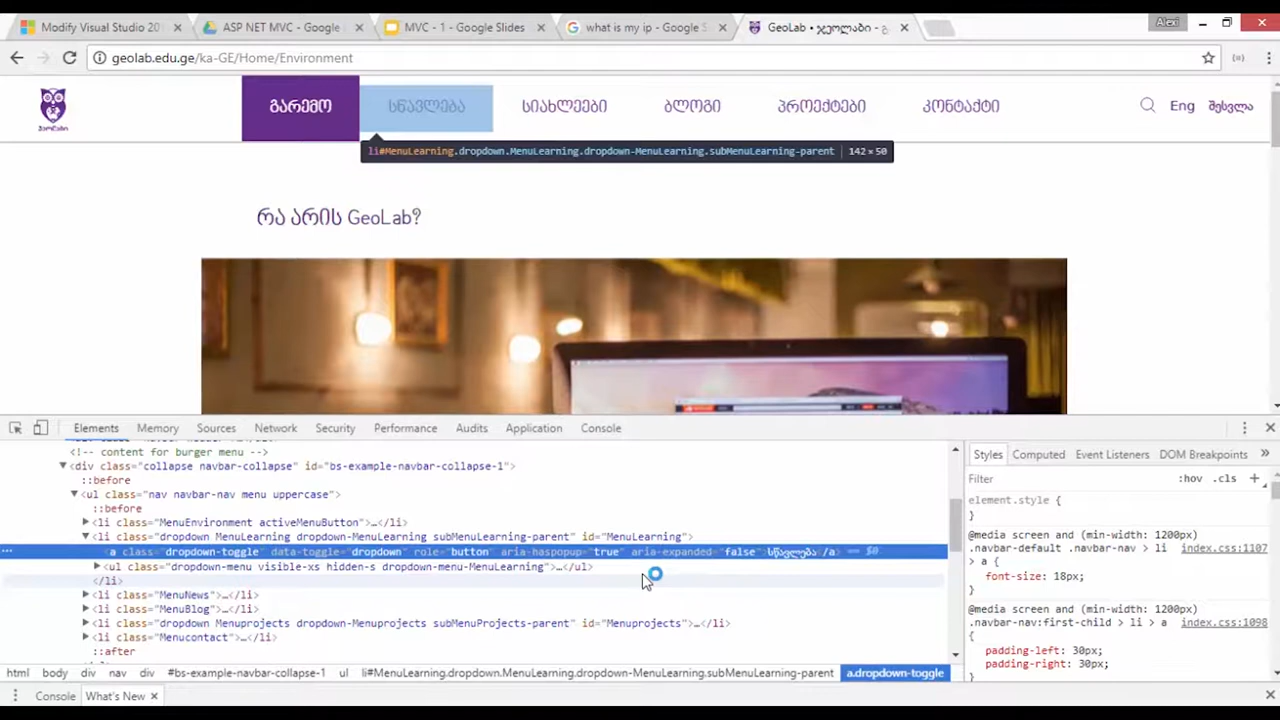 Modify Visual Studio 201
ASP NET MVC - Google
MVC - 1 - Google Slides
what is my ip - Google S
GeoLab • ჯეოლაბი - გ
Alexi
geolab.edu.ge/ka-GE/Home/Environment
გარემო სწავლება სიახლეები ბლოგი პროექტები კონტაქტი Eng შესვლა
ჯეოლაბი
li#MenuLearning.dropdown.MenuLearning.dropdown-MenuLearning.subMenuLearning-parent | 142 × 50
რა არის GeoLab?
Elements Memory Sources Network Security Performance Audits Application Console
<!-- content for burger menu -->
<div class="collapse navbar-collapse" id="bs-example-navbar-collapse-1">
::before
<ul class="nav navbar-nav menu uppercase">
::before
<li class="MenuEnvironment activeMenuButton">…</li>
<li class="dropdown MenuLearning dropdown-MenuLearning subMenuLearning-parent" id="MenuLearning">
<a class="dropdown-toggle" data-toggle="dropdown" role="button" aria-haspopup="true" aria-expanded="false">სწავლება</a> == $0
<ul class="dropdown-menu visible-xs hidden-s dropdown-menu-MenuLearning">…</ul>
</li>
<li class="MenuNews">…</li>
<li class="MenuBlog">…</li>
<li class="dropdown Menuprojects dropdown-Menuprojects subMenuProjects-parent" id="Menuprojects">…</li>
<li class="Menucontact">…</li>
::after
html body div nav div #bs-example-navbar-collapse-1 ul li#MenuLearning.dropdown.MenuLearning.dropdown-MenuLearning.subMenuLearning-parent a.dropdown-toggle
Styles Computed Event Listeners DOM Breakpoints »
Filter :hov .cls +
element.style {
}
@media screen and (min-width: 1200px)
.navbar-default .navbar-nav > li index.css:1107
> a {
font-size: 18px;
}
@media screen and (min-width: 1200px)
.navbar-nav:first-child > li > a index.css:1098
{
padding-left: 30px;
padding-right: 30px;
}
Console What's New ×